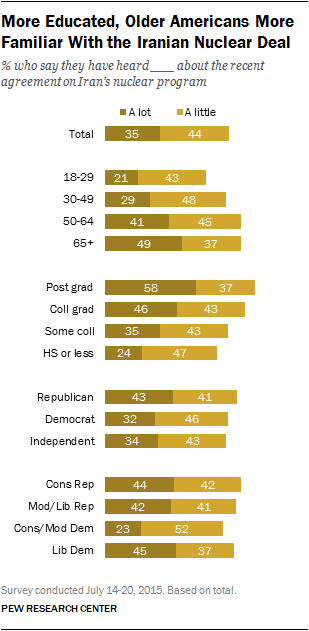 More Educated, Older Americans More
Familiar With the Iranian Nuclear Deal
% who say they have heard ____ about the recent
agreement on Iran's nuclear program
A lot A little
Total 35 44
18-29 21 43
30-49 29 48
50-64 41 45
65+ 49 37
Post grad 58 37
Coll grad 46 43
Some coll 35 43
HS or less 24 47
Republican 43 41
Democrat 32 46
Independent 34 43
Cons Rep 44 42
Mod/Lib Rep 42 41
Cons/Mod Dem 23 52
Lib Dem 45 37
Survey conducted July 14-20, 2015. Based on total.
PEW RESEARCH CENTER